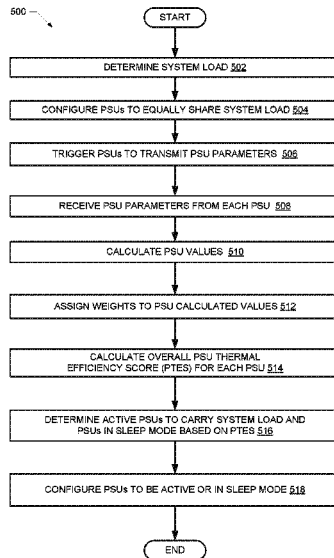 500
START
DETERMINE SYSTEM LOAD 502
CONFIGURE PSUs TO EQUALLY SHARE SYSTEM LOAD 504
TRIGGER PSUs TO TRANSMIT PSU PARAMETERS 506
RECEIVE PSU PARAMETERS FROM EACH PSU 508
CALCULATE PSU VALUES 510
ASSIGN WEIGHTS TO PSU CALCULATED VALUES 512
CALCULATE OVERALL PSU THERMAL
EFFICIENCY SCORE (PTES) FOR EACH PSU 514
DETERMINE ACTIVE PSUs TO CARRY SYSTEM LOAD AND
PSUs IN SLEEP MODE BASED ON PTES 516
CONFIGURE PSUs TO BE ACTIVE OR IN SLEEP MODE 518
END